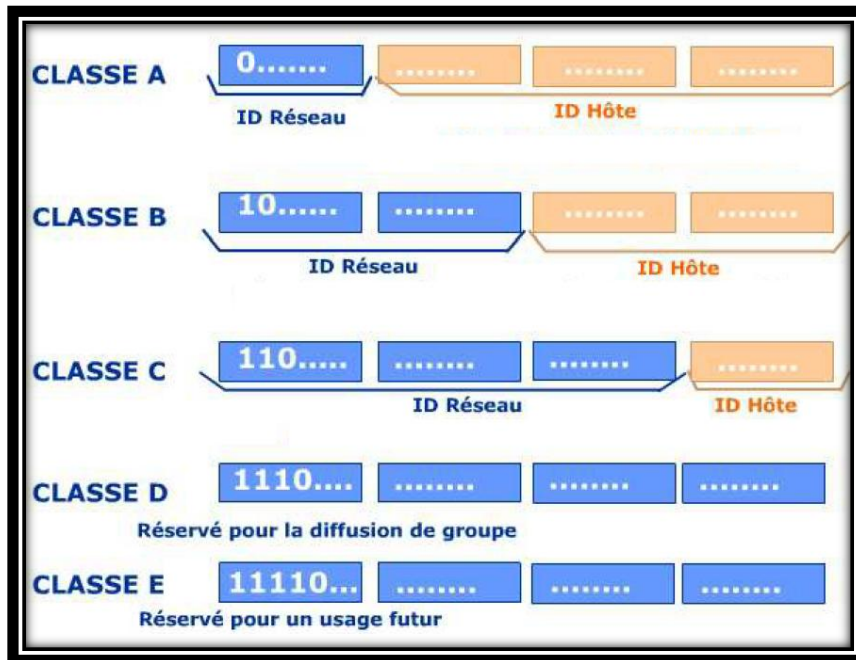 CLASSE A 0....... ........ ........ ........
ID Réseau ID Hôte
CLASSE B 10...... ........ ........ ........
ID Réseau ID Hôte
CLASSE C 110..... ........ ........ ........
ID Réseau ID Hôte
CLASSE D 1110.... ........ ........ ........
Réservé pour la diffusion de groupe
CLASSE E 11110... ........ ........ ........
Réservé pour un usage futur